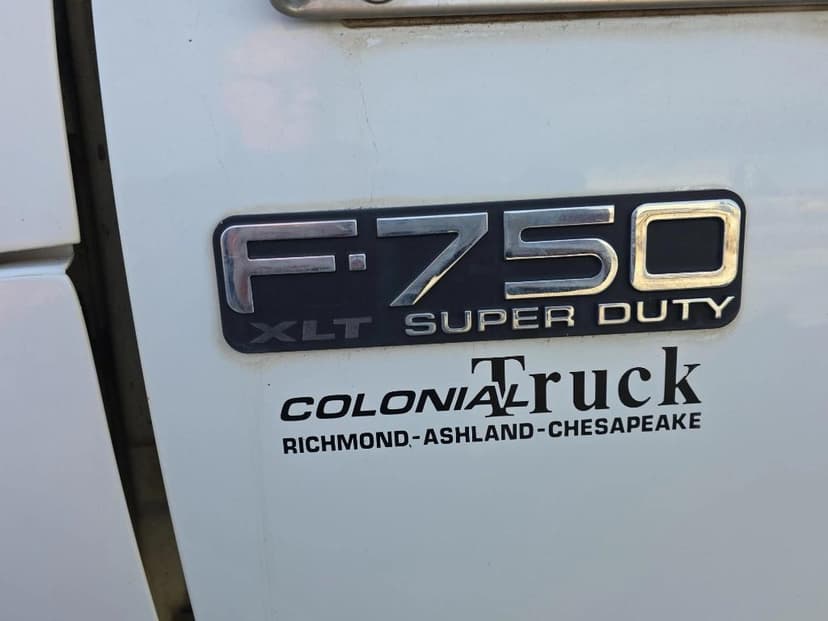 F-750
XLT SUPER DUTY
COLONIAL Truck
RICHMOND-ASHLAND-CHESAPEAKE